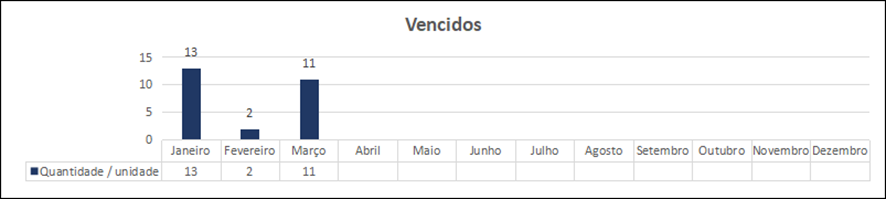 Vencidos
15
10
5
0
13
2
11
Janeiro Fevereiro Março Abril Maio Junho Julho Agosto Setembro Outubro Novembro Dezembro
Quantidade / unidade 13 2 11